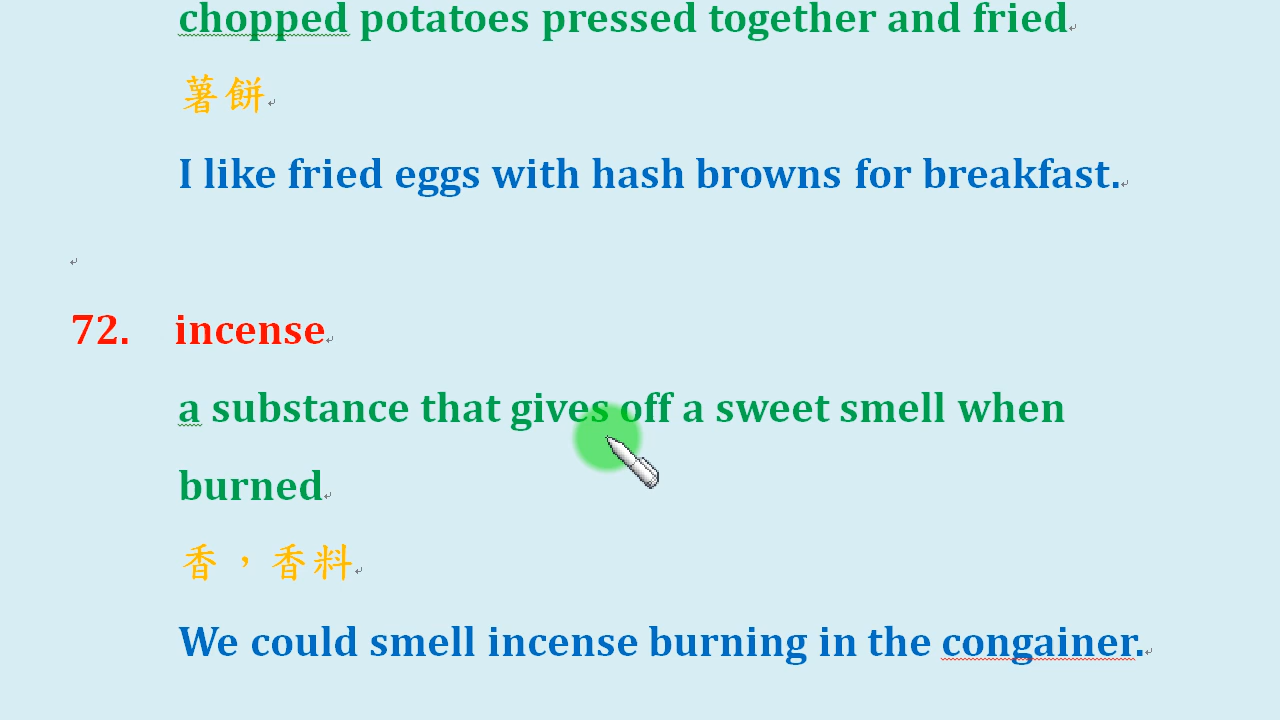 chopped potatoes pressed together and fried
薯餅
I like fried eggs with hash browns for breakfast.
72. incense
a substance that gives off a sweet smell when
burned
香，香料
We could smell incense burning in the congainer.